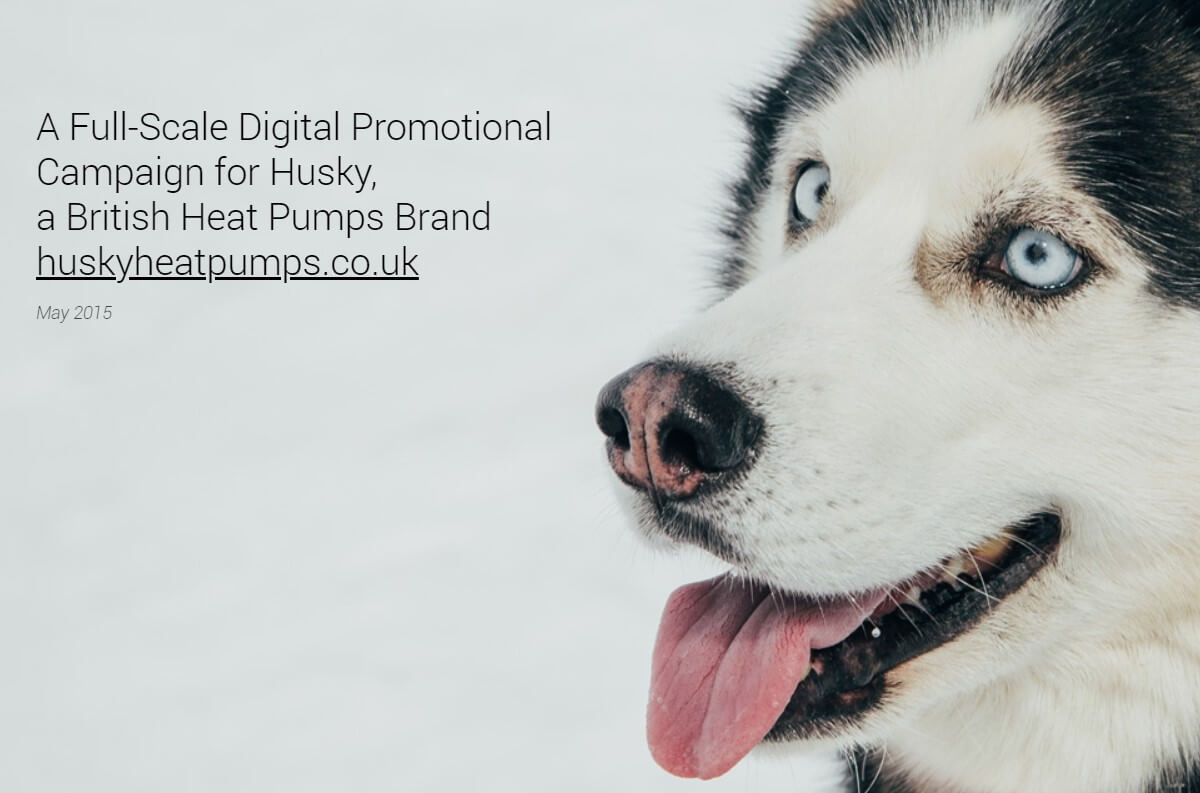 A Full-Scale Digital Promotional
Campaign for Husky,
a British Heat Pumps Brand
huskyheatpumps.co.uk
May 2015